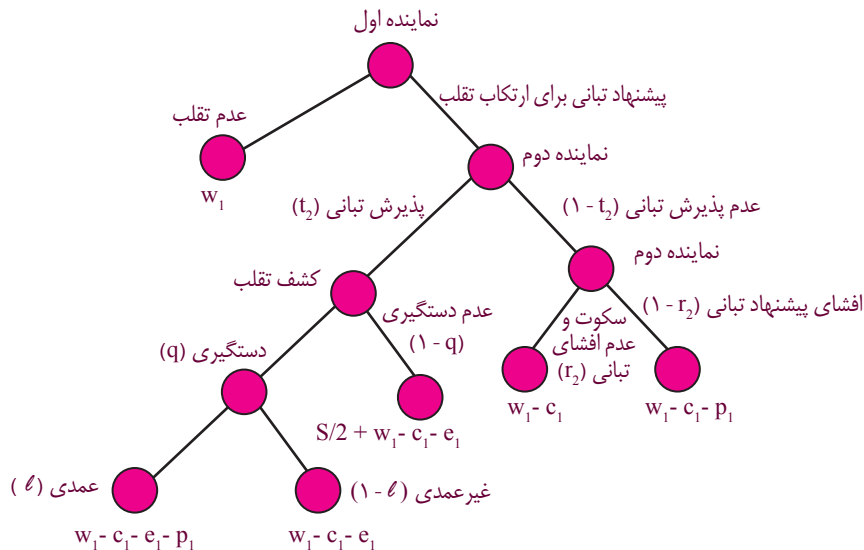 نماینده اول
پیشنهاد تبانی برای ارتکاب تقلب
عدم تقلب
w₁
نماینده دوم
پذیرش تبانی (t₂)
عدم پذیرش تبانی (۱ - t₂)
نماینده دوم
کشف تقلب
افشای پیشنهاد تبانی (۱ - r₂)
سکوت و
عدم افشای
تبانی (r₂)
عدم دستگیری
(۱ - q)
دستگیری (q)
w₁- c₁
w₁- c₁- p₁
S/2 + w₁- c₁- e₁
عمدی (ℓ)
غیرعمدی (۱ - ℓ)
w₁- c₁- e₁- p₁
w₁- c₁- e₁